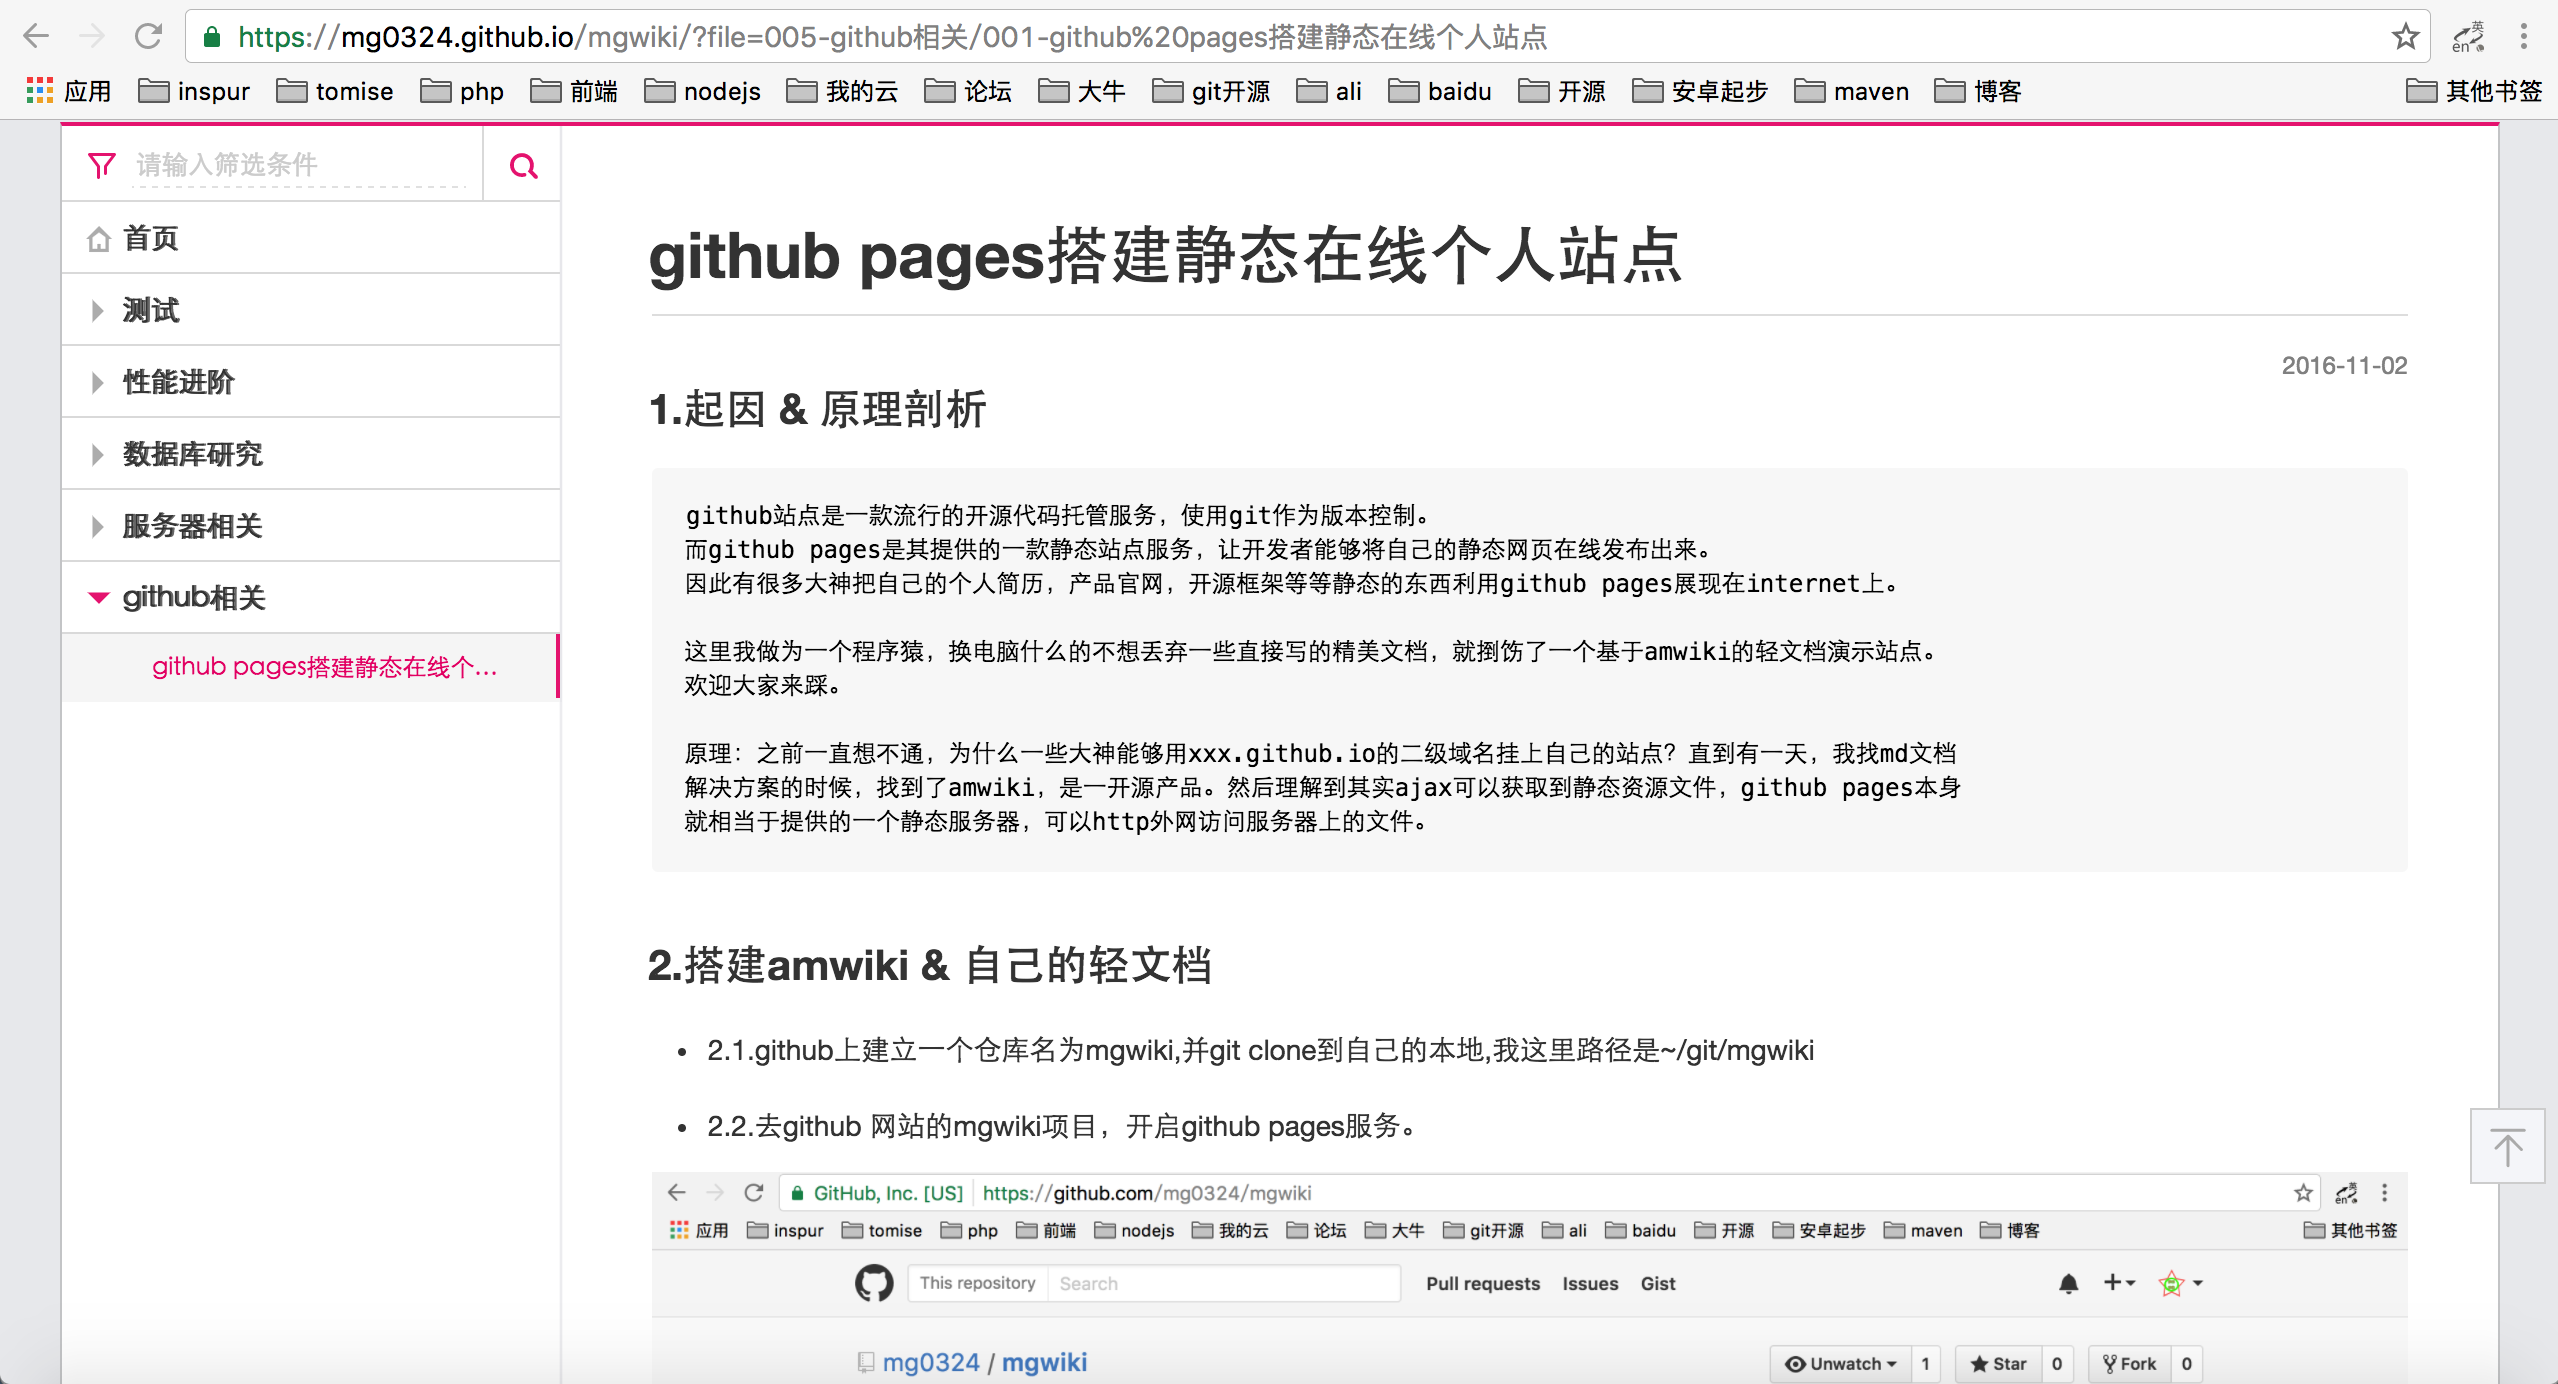 https://mg0324.github.io/mgwiki/?file=005-github相关/001-github%20pages搭建静态在线个人站点
英
en
应用 inspur tomise php 前端 nodejs 我的云 论坛 大牛 git开源 ali baidu 开源 安卓起步 maven 博客 其他书签
请输入筛选条件
首页
测试
性能进阶
数据库研究
服务器相关
github相关
github pages搭建静态在线个...
github pages搭建静态在线个人站点
2016-11-02
1.起因 & 原理剖析
github站点是一款流行的开源代码托管服务，使用git作为版本控制。
而github pages是其提供的一款静态站点服务，让开发者能够将自己的静态网页在线发布出来。
因此有很多大神把自己的个人简历，产品官网，开源框架等等静态的东西利用github pages展现在internet上。
这里我做为一个程序猿，换电脑什么的不想丢弃一些直接写的精美文档，就捯饬了一个基于amwiki的轻文档演示站点。
欢迎大家来踩。
原理：之前一直想不通，为什么一些大神能够用xxx.github.io的二级域名挂上自己的站点？直到有一天，我找md文档
解决方案的时候，找到了amwiki，是一开源产品。然后理解到其实ajax可以获取到静态资源文件，github pages本身
就相当于提供的一个静态服务器，可以http外网访问服务器上的文件。
2.搭建amwiki & 自己的轻文档
• 2.1.github上建立一个仓库名为mgwiki,并git clone到自己的本地,我这里路径是~/git/mgwiki
• 2.2.去github 网站的mgwiki项目，开启github pages服务。
GitHub, Inc. [US] https://github.com/mg0324/mgwiki
英
en
应用 inspur tomise php 前端 nodejs 我的云 论坛 大牛 git开源 ali baidu 开源 安卓起步 maven 博客 其他书签
This repository Search Pull requests Issues Gist
mg0324 / mgwiki Unwatch 1 Star 0 Fork 0